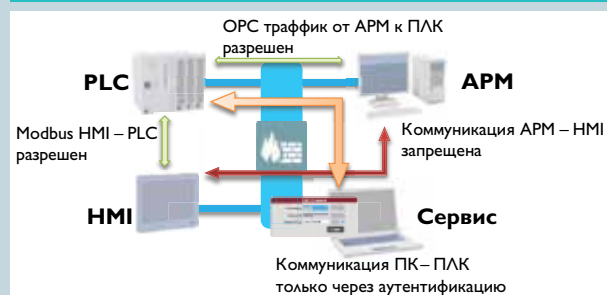 OPC траффик от АРМ к ПЛК
разрешен
PLC
АРМ
Modbus HMI – PLC
разрешен
Коммуникация АРМ – HMI
запрещена
HMI
Сервис
Коммуникация ПК– ПЛК
только через аутентификацию